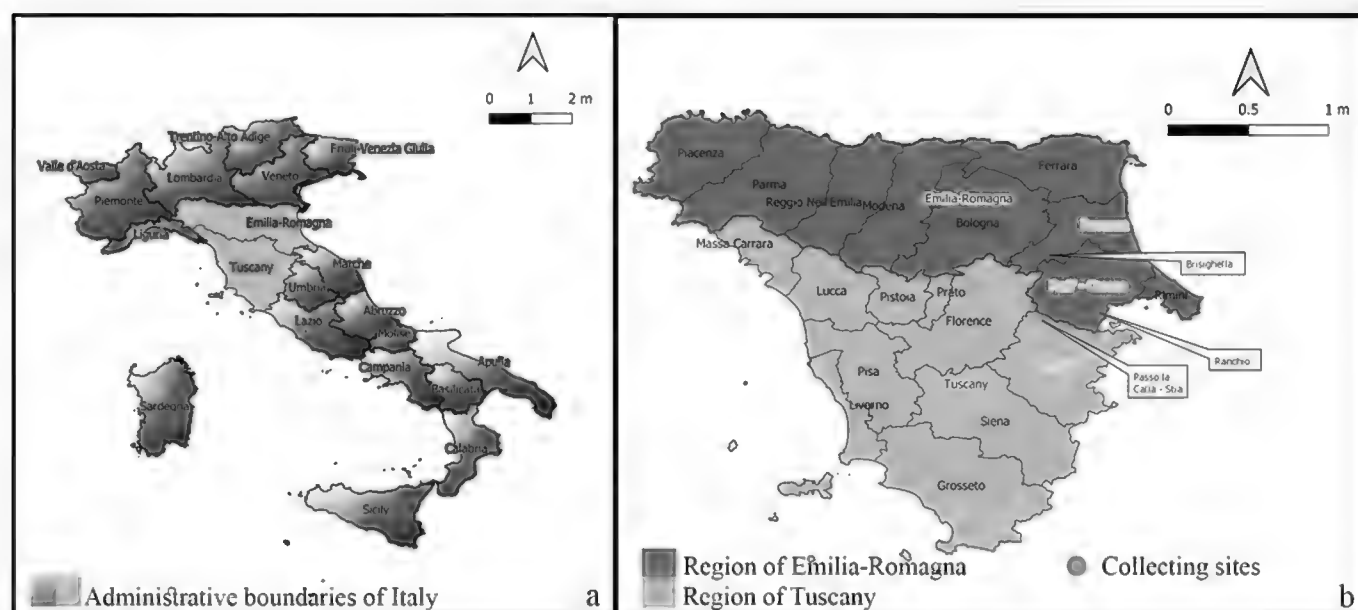 0 1 2 m
Trentino-Alto Adige
Friuli-Venezia Giulia
Valle d'Aosta
Lombardia
Veneto
Piemonte
Emilia-Romagna
Liguria
Tuscany
Marche
Umbria
Lazio
Abruzzo
Molise
Campania
Apulia
Basilicata
Sardegna
Calabria
Sicily
Administrative boundaries of Italy
a
0 0.5 1 m
Piacenza
Ferrara
Parma
Reggio Nell'Emilia
Modena
Emilia-Romagna
Bologna
Massa Carrara
Brisighella
Lucca
Pistoia
Prato
Rimini
Florence
Ranchio
Pisa
Passo la
Calla - Stia
Tuscany
Livorno
Siena
Grosseto
Region of Emilia-Romagna
Collecting sites
Region of Tuscany
b